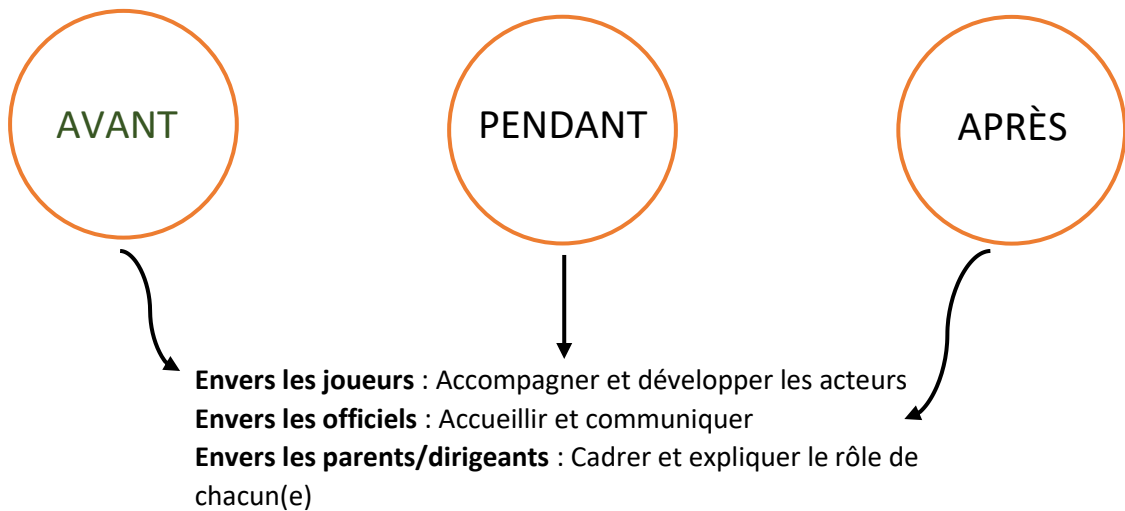 AVANT
PENDANT
APRÈS
Envers les joueurs : Accompagner et développer les acteurs
Envers les officiels : Accueillir et communiquer
Envers les parents/dirigeants : Cadrer et expliquer le rôle de
chacun(e)